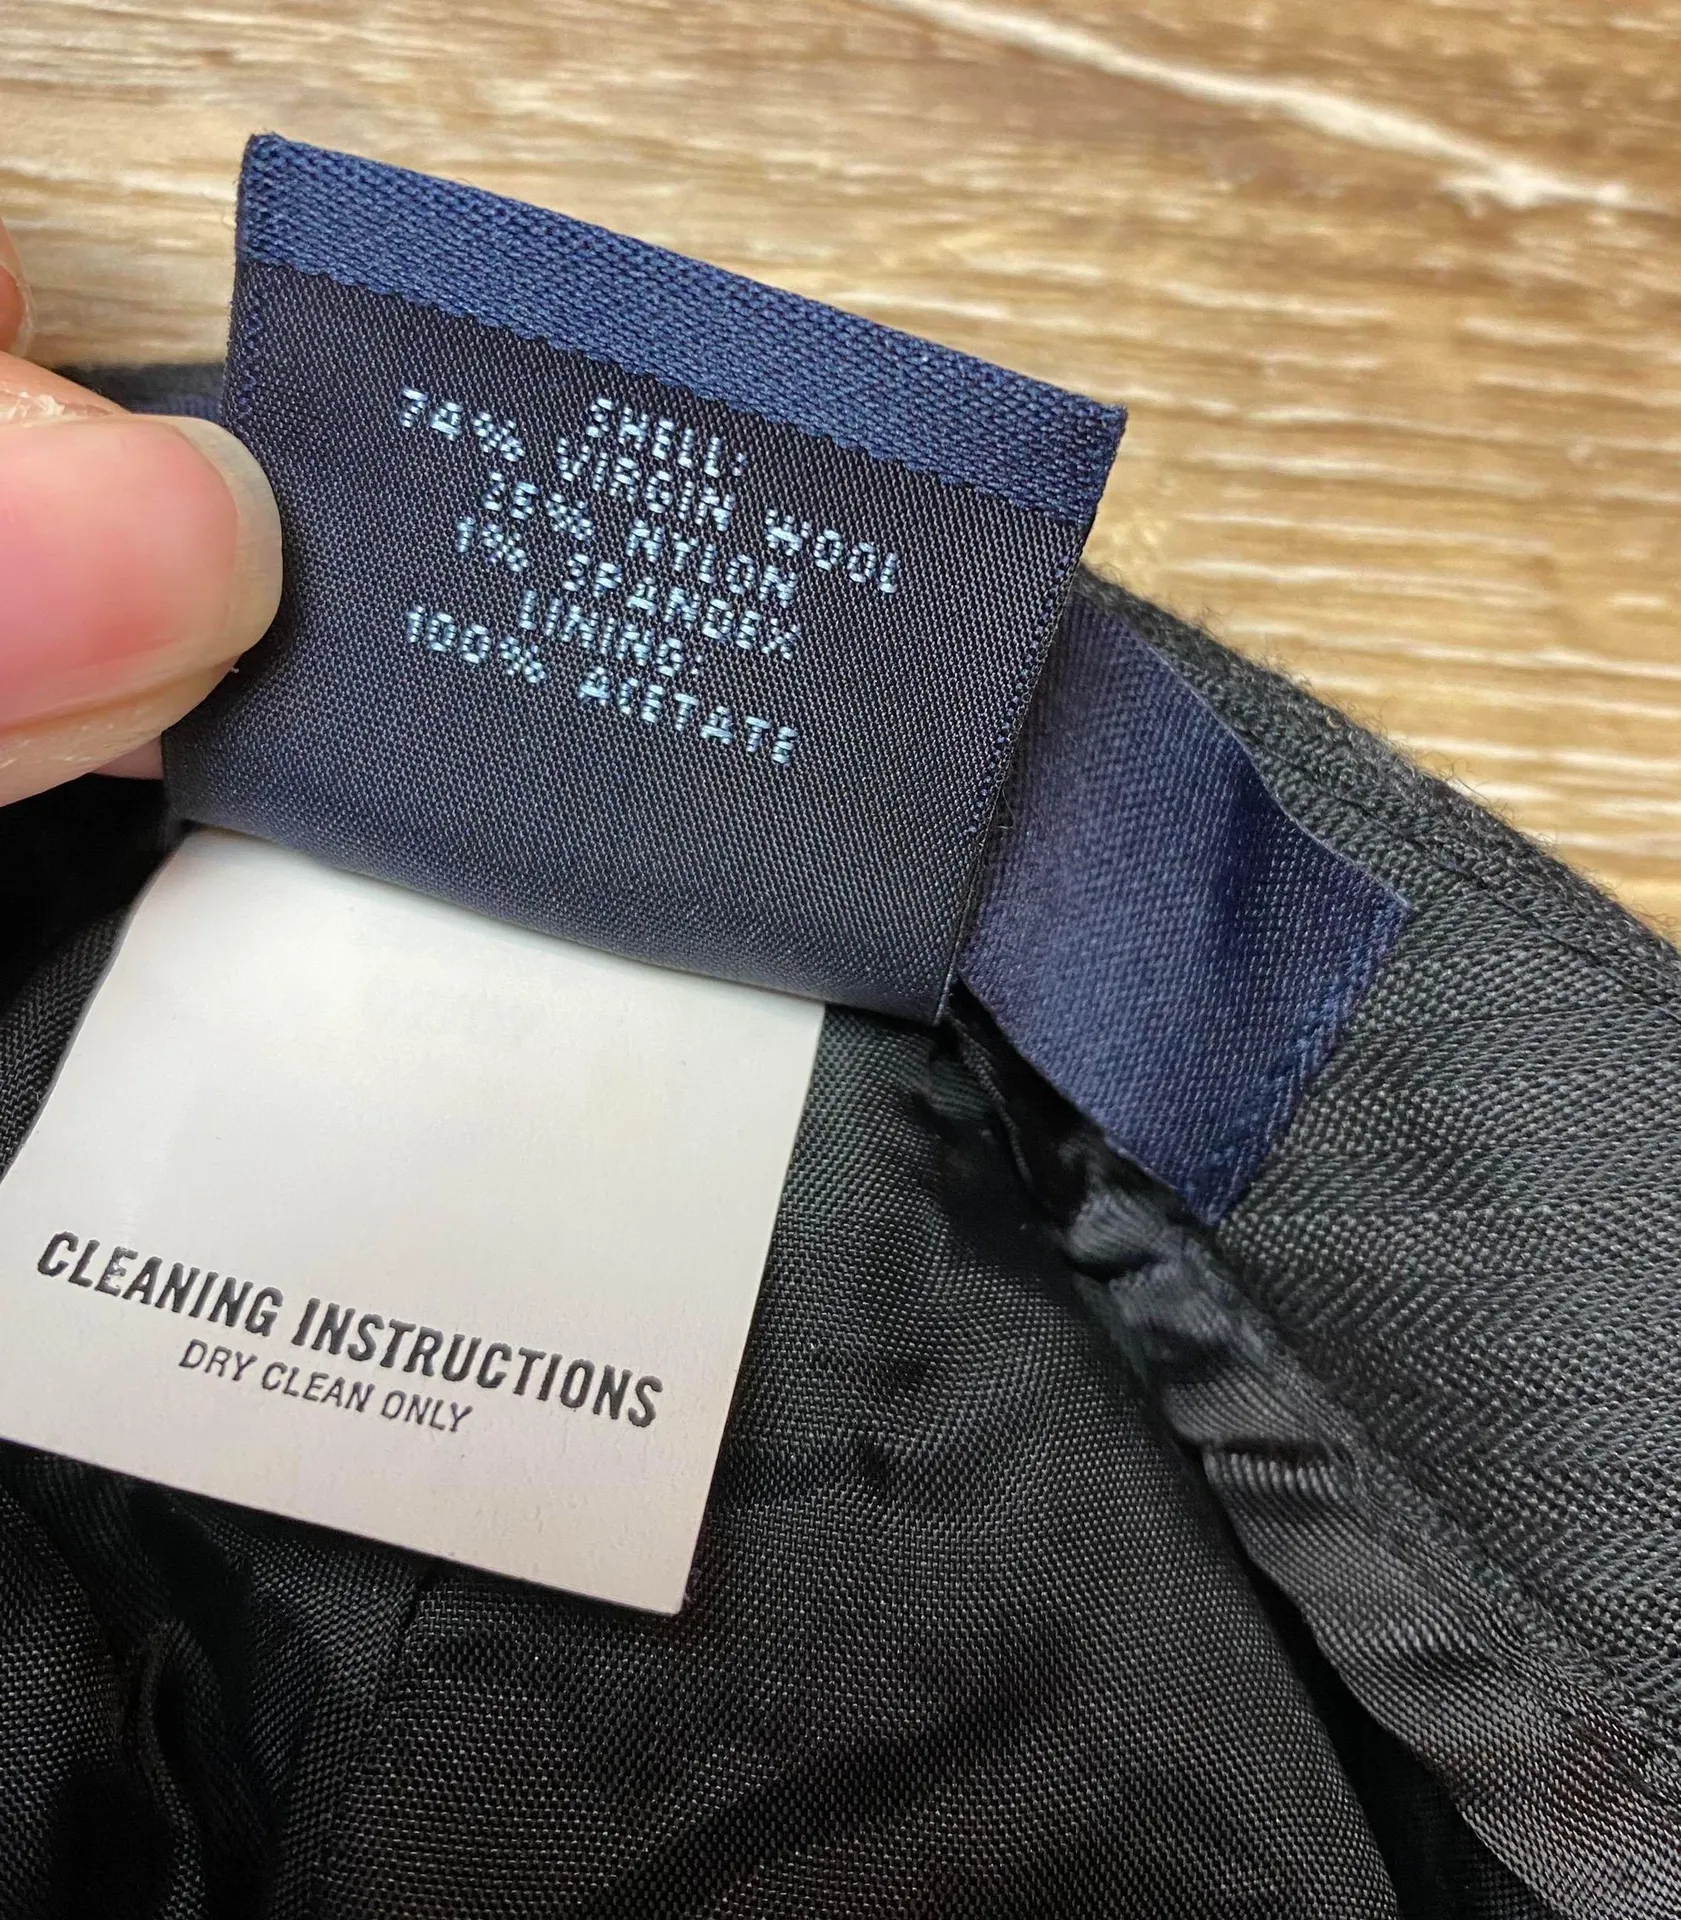 SHELL:
74% VIRGIN WOOL
25% NYLON
1% SPANDEX
LINING:
100% ACETATE
CLEANING INSTRUCTIONS
DRY CLEAN ONLY